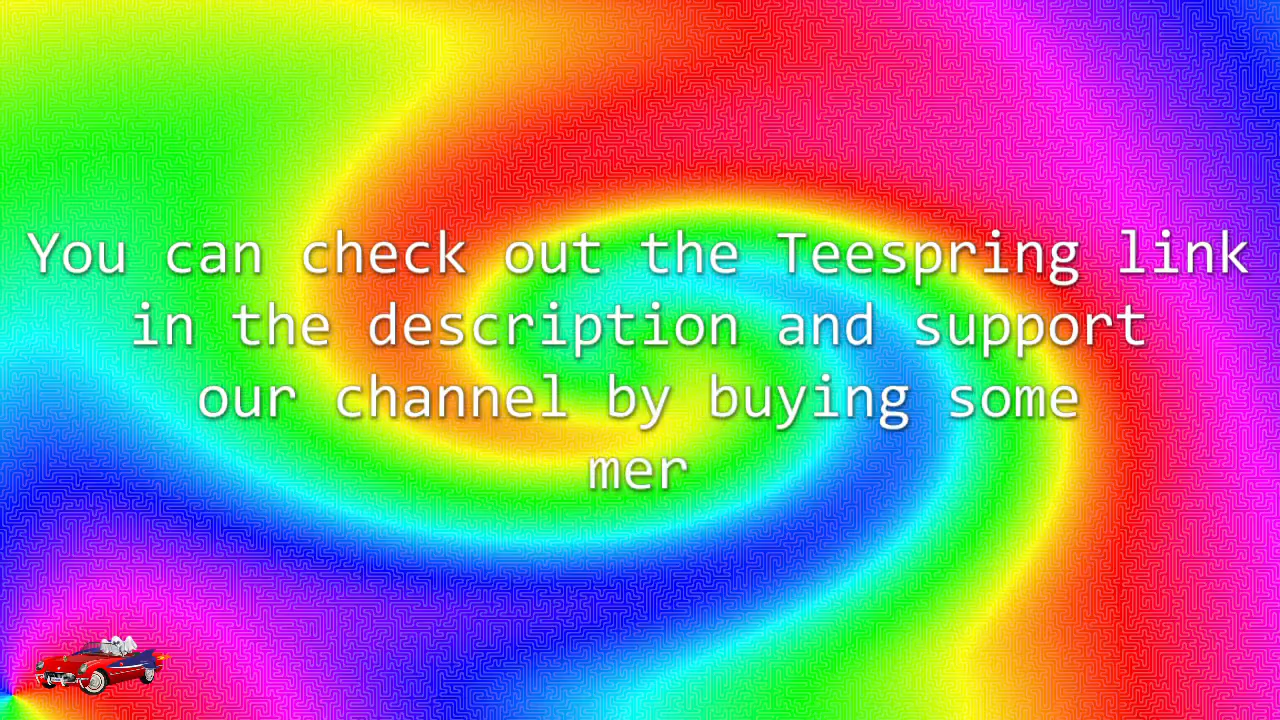 You can check out the Teespring link
in the description and support
our channel by buying some
mer